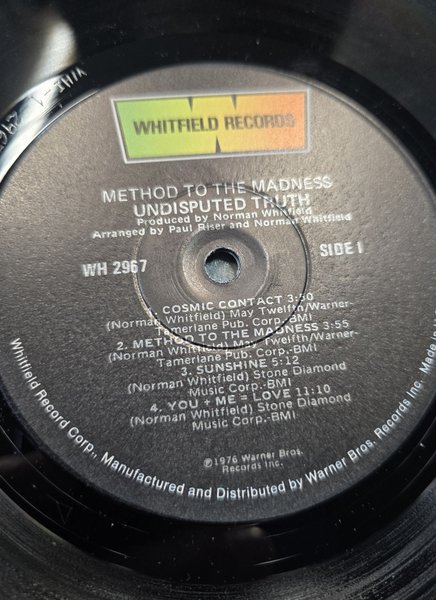 WHITFIELD RECORDS
METHOD TO THE MADNESS
UNDISPUTED TRUTH
Produced by Norman Whitfield
Arranged by Paul Riser and Norman Whitfield
WH 2967
SIDE 1
1. COSMIC CONTACT 3:50
(Norman Whitfield) May Twelfth/Warner-
Tamerlane Pub. Corp.-BMI
2. METHOD TO THE MADNESS 3:55
(Norman Whitfield) May Twelfth/Warner-
Tamerlane Pub. Corp.-BMI
3. SUNSHINE 5:12
(Norman Whitfield) Stone Diamond
Music Corp.-BMI
4. YOU + ME = LOVE 11:10
(Norman Whitfield) Stone Diamond
Music Corp.-BMI
℗1976 Warner Bros.
Records Inc.
Whitfield Record Corp., Manufactured and Distributed by Warner Bros. Records Inc. Made